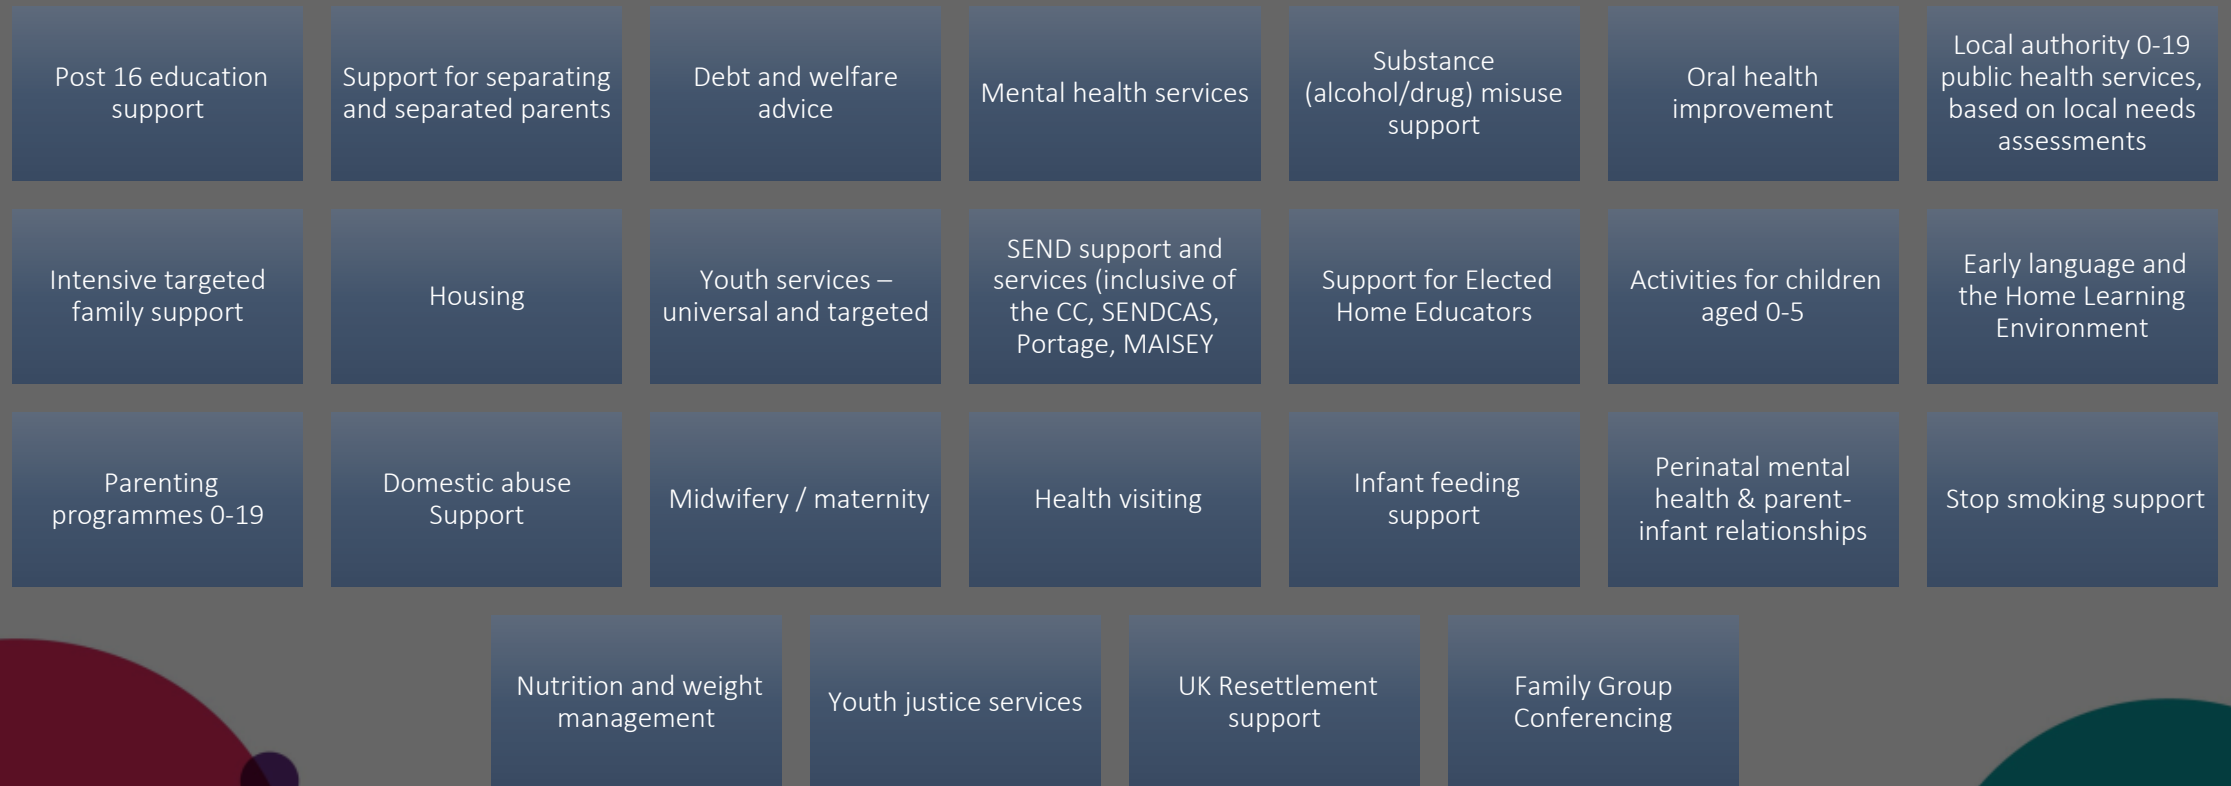 Post 16 education
support
Support for separating
and separated parents
Debt and welfare
advice
Mental health services
Substance
(alcohol/drug) misuse
support
Oral health
improvement
Local authority 0-19
public health services,
based on local needs
assessments
Intensive targeted
family support
Housing
Youth services –
universal and targeted
SEND support and
services (inclusive of
the CC, SENDCAS,
Portage, MAISEY
Support for Elected
Home Educators
Activities for children
aged 0-5
Early language and
the Home Learning
Environment
Parenting
programmes 0-19
Domestic abuse
Support
Midwifery / maternity
Health visiting
Infant feeding
support
Perinatal mental
health & parent-
infant relationships
Stop smoking support
Nutrition and weight
management
Youth justice services
UK Resettlement
support
Family Group
Conferencing